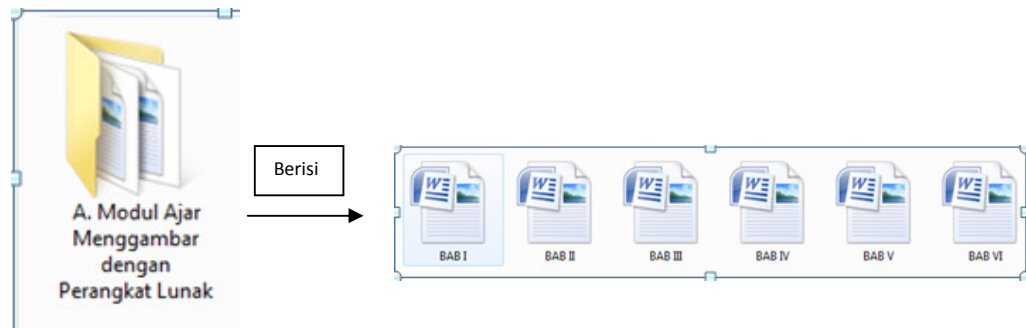 A. Modul Ajar
Menggambar
dengan
Perangkat Lunak
Berisi
BAB I
BAB II
BAB III
BAB IV
BAB V
BAB VI